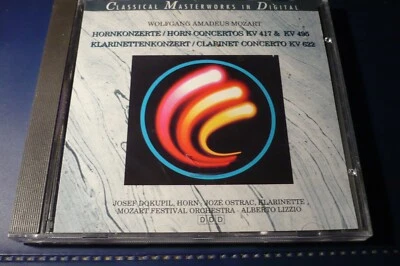 CLASSICAL MASTERWORKS IN DIGITAL
WOLFGANG AMADEUS MOZART
HORNKONZERTE / HORN-CONCERTOS KV 417 & KV 495
KLARINETTENKONZERT / CLARINET CONCERTO KV 622
JOSEF DOKUPIL, HORN · JOZE OSTRAC, KLARINETTE
MOZART FESTIVAL ORCHESTRA · ALBERTO LIZZIO
DDD